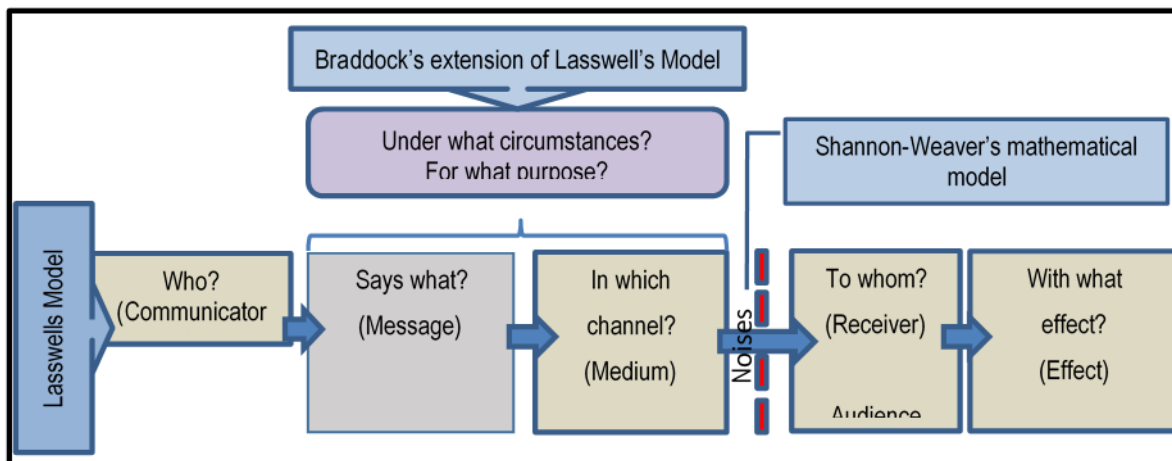 Braddock's extension of Lasswell's Model
Under what circumstances?
For what purpose?
Shannon-Weaver's mathematical
model
Lasswells Model
Who?
(Communicator
Says what?
(Message)
In which
channel?
(Medium)
Noises
To whom?
(Receiver)
Audience
With what
effect?
(Effect)